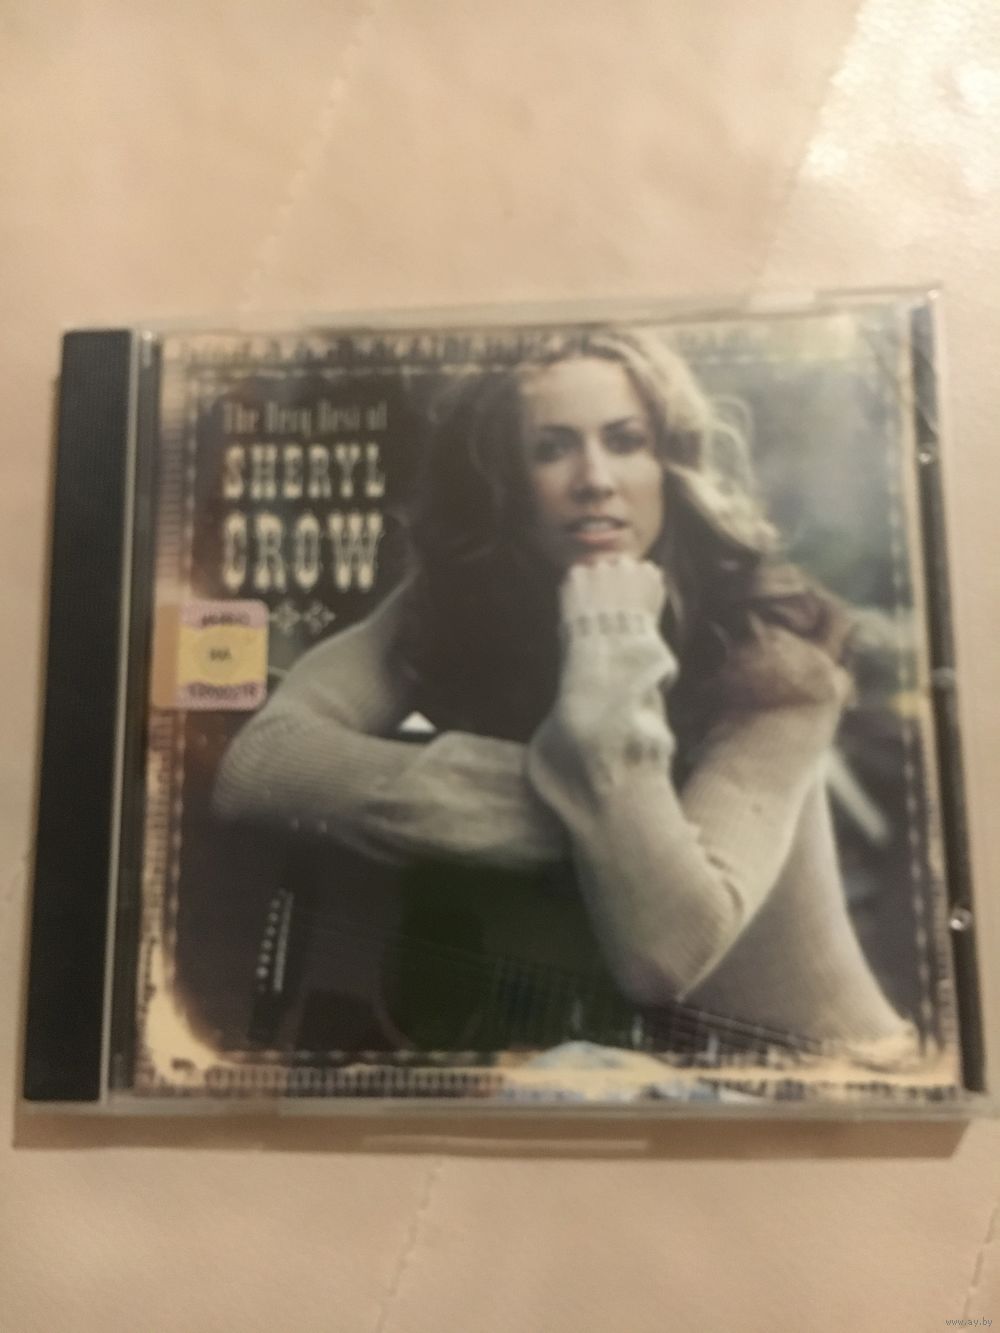 The Very Best of
SHERYL
CROW
www.ay.by